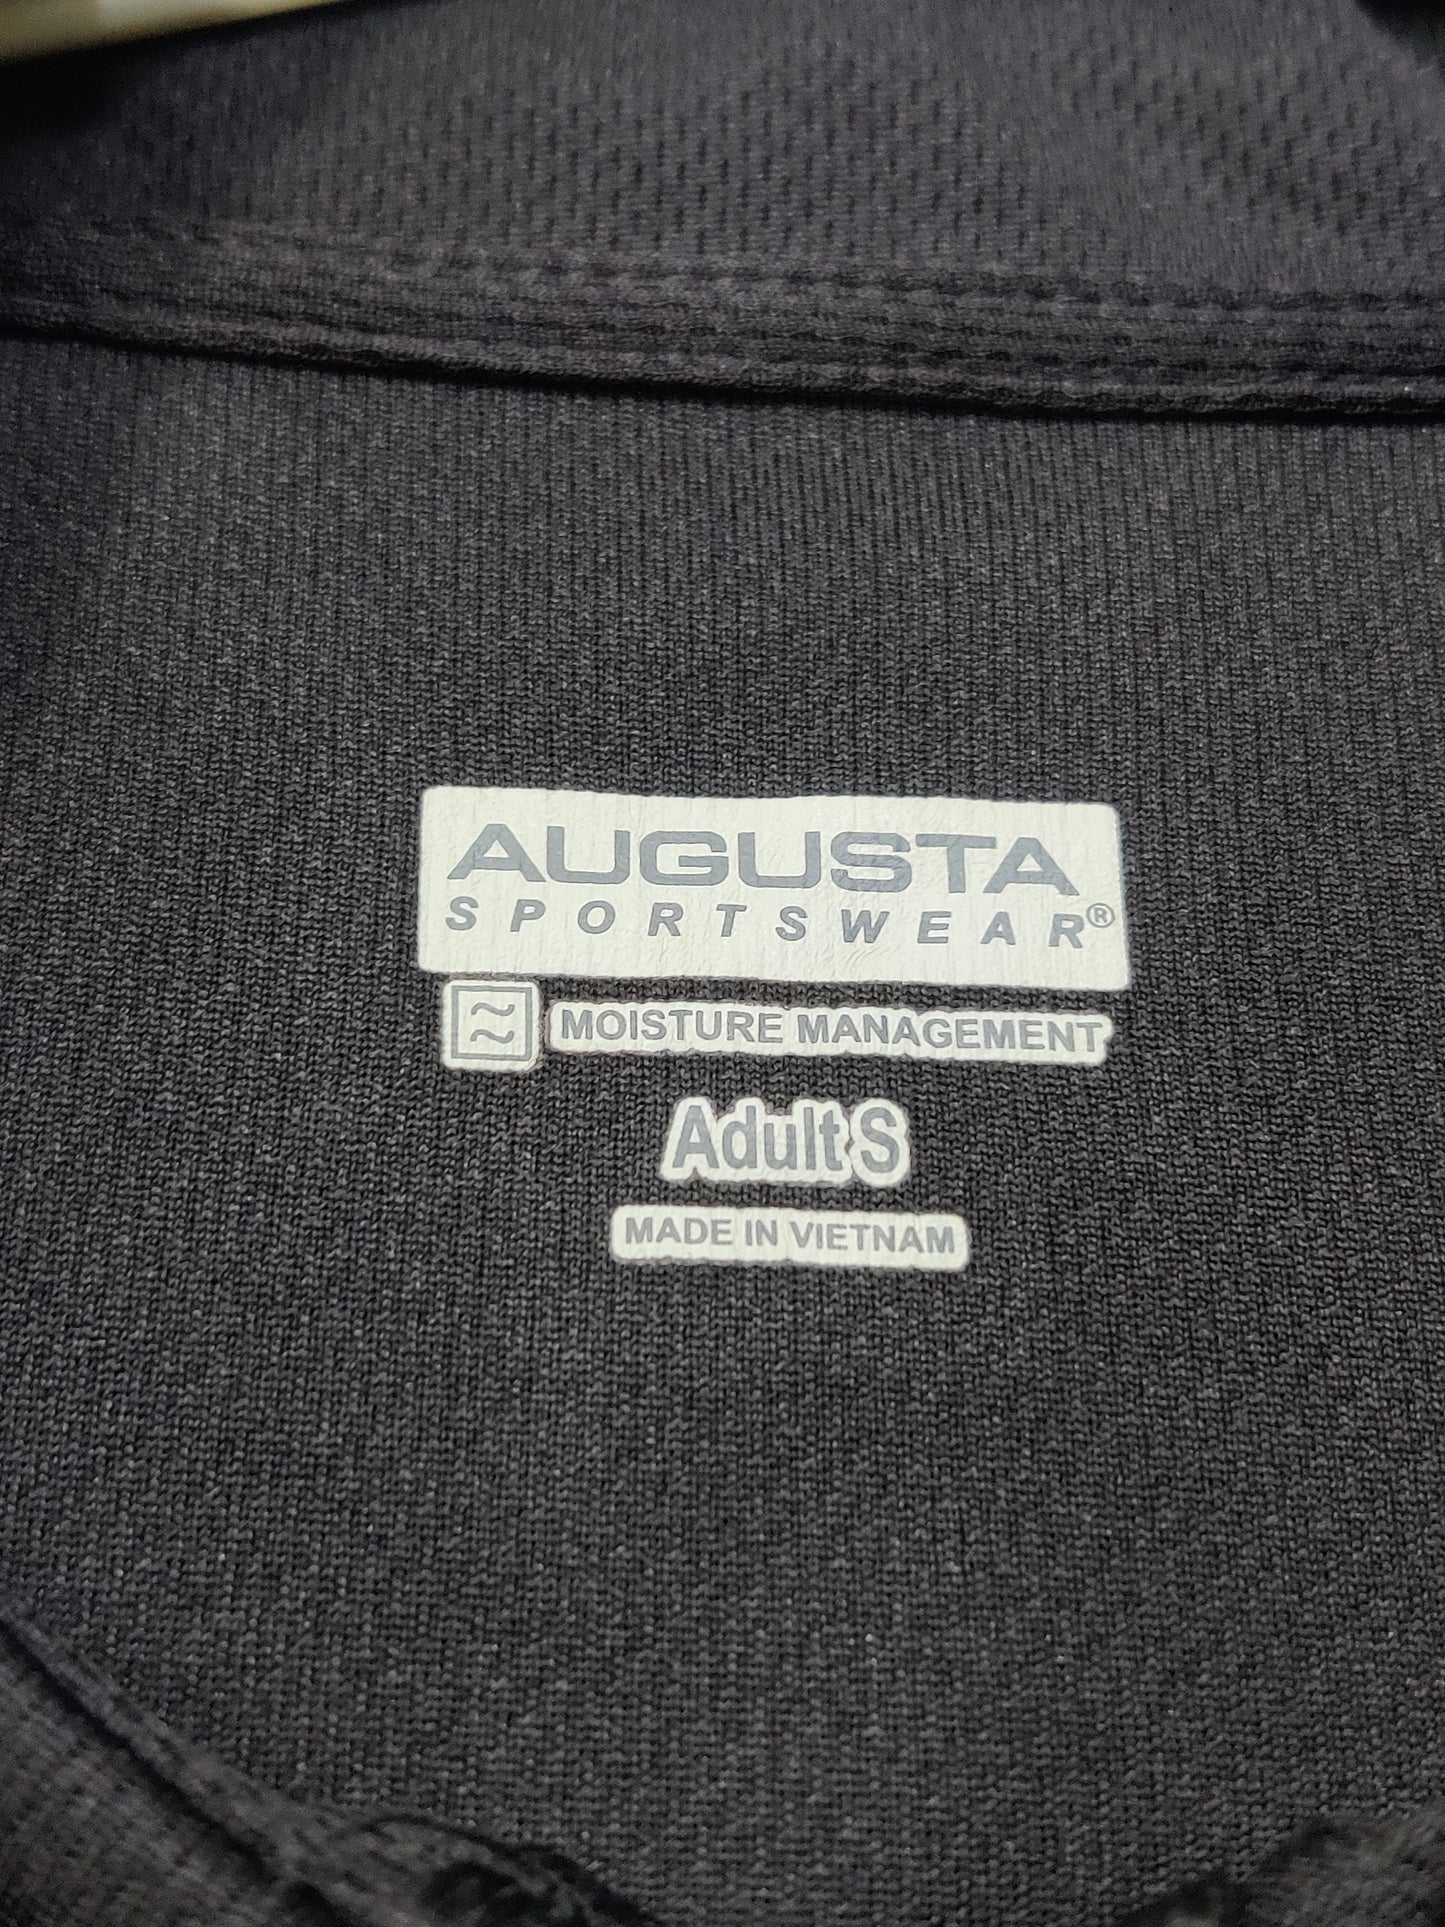 AUGUSTA
SPORTSWEAR®
MOISTURE MANAGEMENT
Adult S
MADE IN VIETNAM